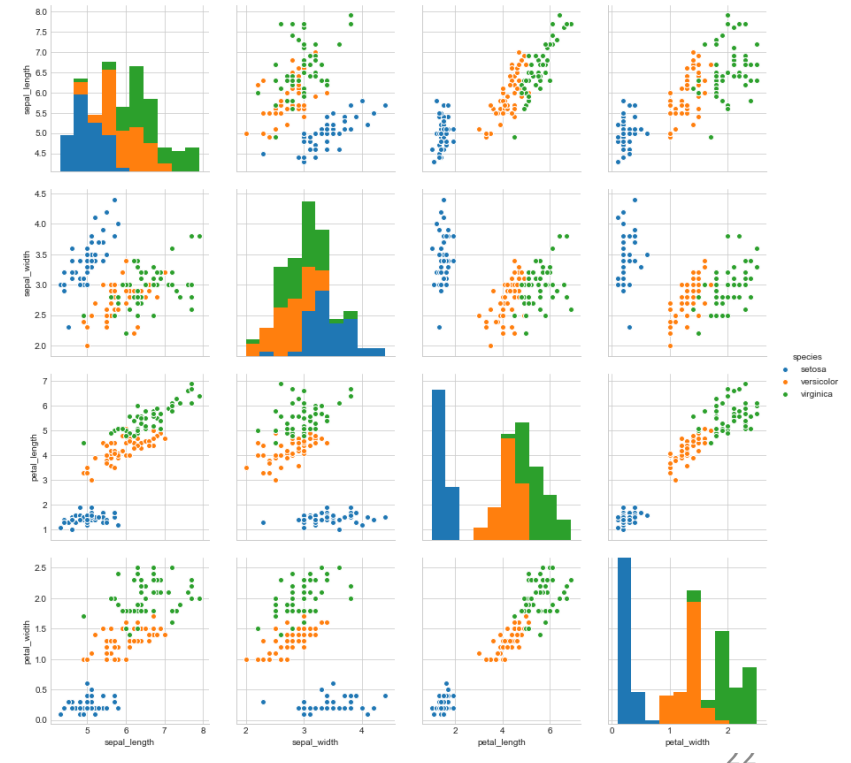 8.0
7.5
7.0
6.5
6.0
5.5
5.0
4.5
sepal_length
4.5
4.0
3.5
3.0
2.5
2.0
sepal_width
species
setosa
versicolor
virginica
7
6
5
4
3
2
1
petal_length
2.5
2.0
1.5
1.0
0.5
0.0
petal_width
5 6 7 8
2 3 4
2 4 6
0 1 2
sepal_length
sepal_width
petal_length
petal_width